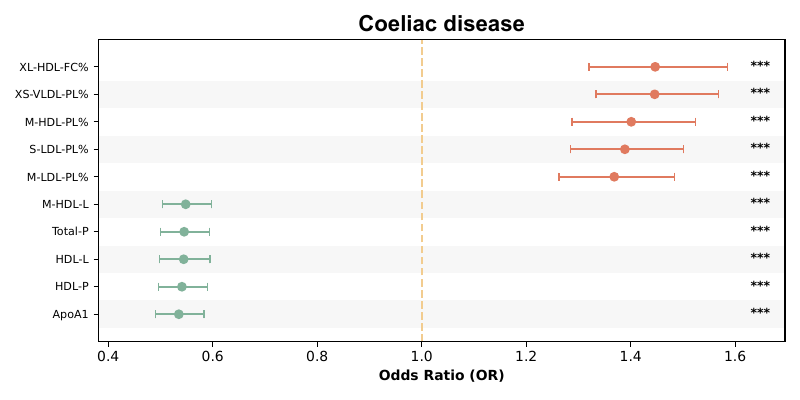 Coeliac disease
XL-HDL-FC% ***
XS-VLDL-PL% ***
M-HDL-PL% ***
S-LDL-PL% ***
M-LDL-PL% ***
M-HDL-L ***
Total-P ***
HDL-L ***
HDL-P ***
ApoA1 ***
0.4 0.6 0.8 1.0 1.2 1.4 1.6
Odds Ratio (OR)